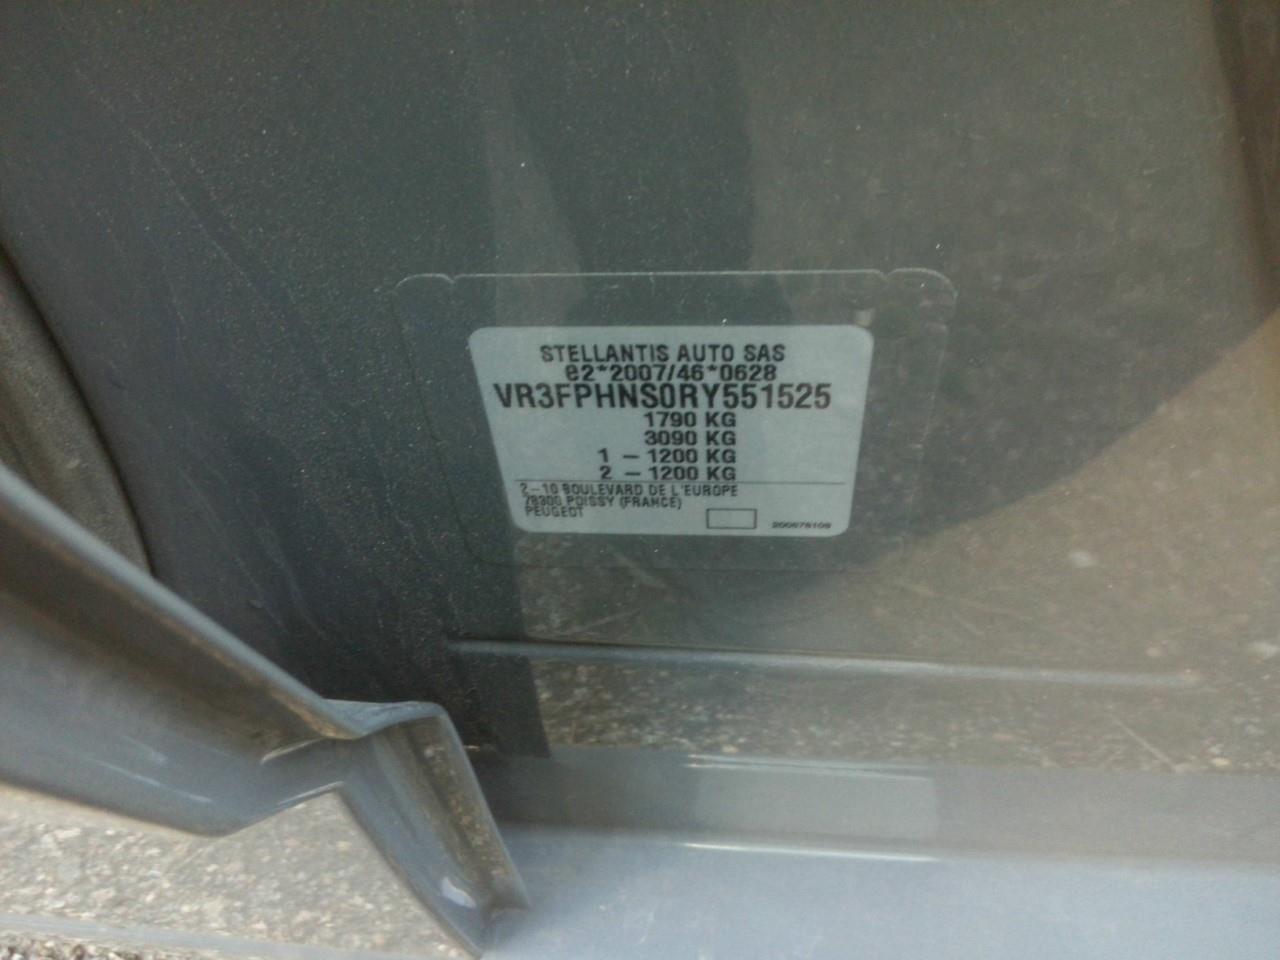 STELLANTIS AUTO SAS
e2*2007/46*0628
VR3FPHNS0RY551525
1790 KG
3090 KG
1 – 1200 KG
2 – 1200 KG
2–10 BOULEVARD DE L'EUROPE
78300 POISSY (FRANCE)
PEUGEOT